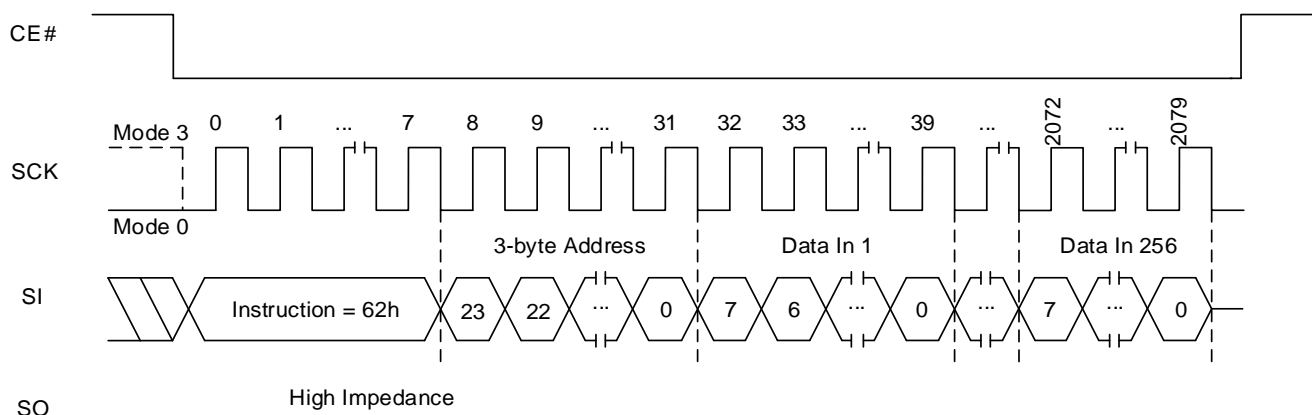 CE#
0 1 ... 7 8 9 ... 31 32 33 ... 39 ... 2072 ... 2079
Mode 3
SCK
Mode 0
3-byte Address Data In 1 Data In 256
SI Instruction = 62h 23 22 ... 0 7 6 ... 0 ... 7 ... 0
High Impedance
SO